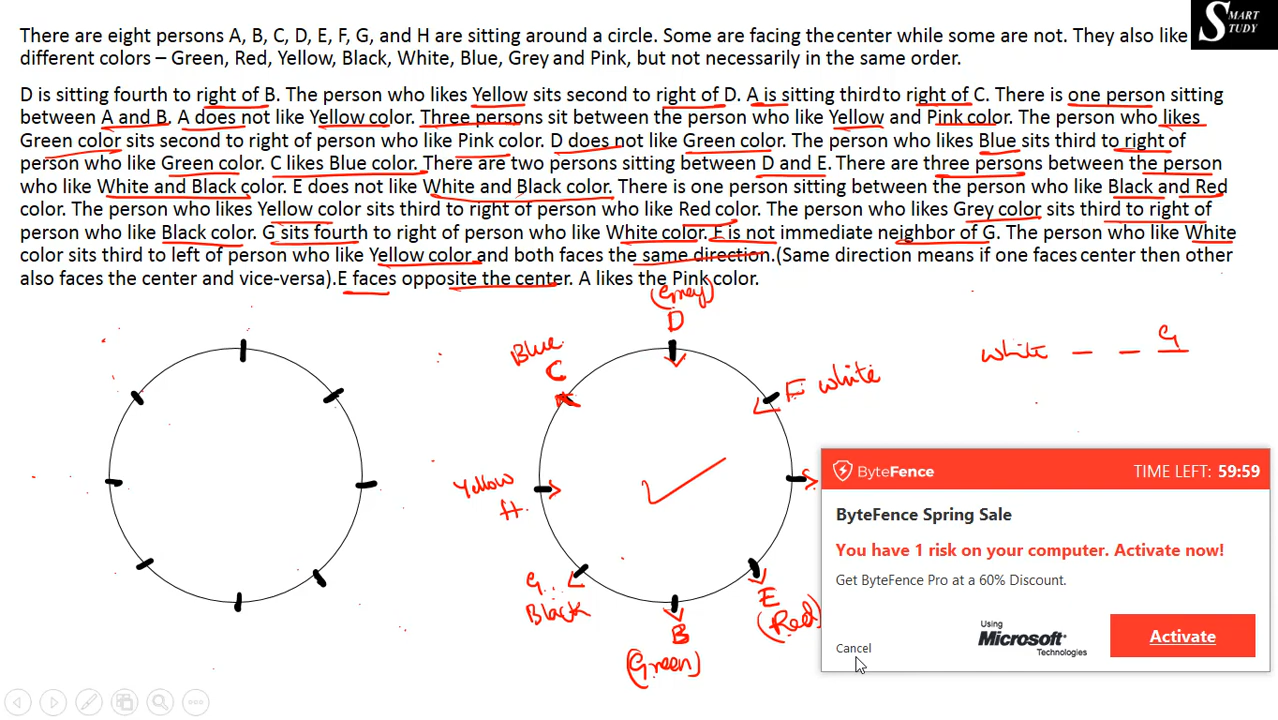 SMART
STUDY
There are eight persons A, B, C, D, E, F, G, and H are sitting around a circle. Some are facing the center while some are not. They also like
different colors – Green, Red, Yellow, Black, White, Blue, Grey and Pink, but not necessarily in the same order.
D is sitting fourth to right of B. The person who likes Yellow sits second to right of D. A is sitting third to right of C. There is one person sitting
between A and B. A does not like Yellow color. Three persons sit between the person who like Yellow and Pink color. The person who likes
Green color sits second to right of person who like Pink color. D does not like Green color. The person who likes Blue sits third to right of
person who like Green color. C likes Blue color. There are two persons sitting between D and E. There are three persons between the person
who like White and Black color. E does not like White and Black color. There is one person sitting between the person who like Black and Red
color. The person who likes Yellow color sits third to right of person who like Red color. The person who likes Grey color sits third to right of
person who like Black color. G sits fourth to right of person who like White color. F is not immediate neighbor of G. The person who like White
color sits third to left of person who like Yellow color and both faces the same direction.(Same direction means if one faces center then other
also faces the center and vice-versa).E faces opposite the center. A likes the Pink color.
(Grey)
D
Blue
C
F White
White
G
Yellow
H.
G
Black
B
(Green)
E
(Red)
ByteFence
TIME LEFT: 59:59
ByteFence Spring Sale
You have 1 risk on your computer. Activate now!
Get ByteFence Pro at a 60% Discount.
Cancel
Using
Microsoft
Technologies
Activate